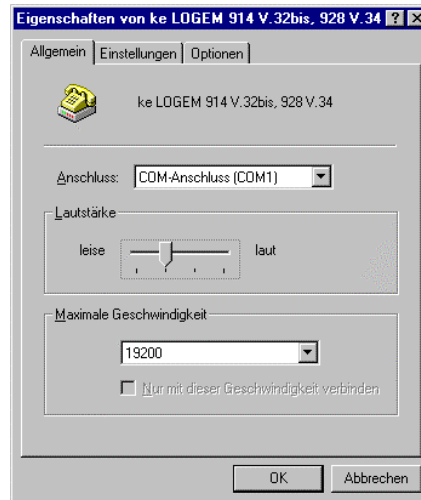 Eigenschaften von ke LOGEM 914 V.32bis, 928 V.34
Allgemein Einstellungen Optionen
ke LOGEM 914 V.32bis, 928 V.34
Anschluss: COM-Anschluss (COM1)
Lautstärke
leise laut
Maximale Geschwindigkeit
19200
Nur mit dieser Geschwindigkeit verbinden
OK Abbrechen